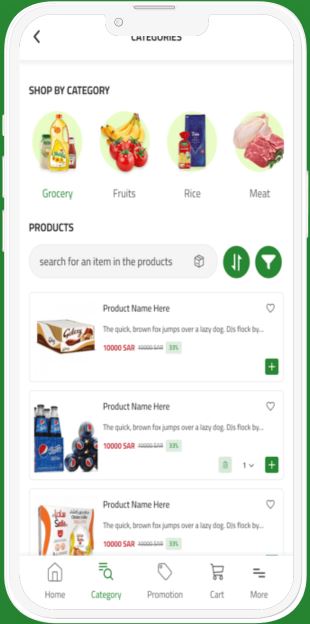 CATEGORIES
SHOP BY CATEGORY
Grocery
Fruits
Rice
Meat
PRODUCTS
search for an item in the products
Product Name Here
The quick, brown fox jumps over a lazy dog. DJs flock by...
10000 SAR 10000 SAR 33%
Galaxy
Product Name Here
The quick, brown fox jumps over a lazy dog. DJs flock by...
10000 SAR 10000 SAR 33%
pepsi
1
Product Name Here
The quick, brown fox jumps over a lazy dog. DJs flock by...
10000 SAR 10000 SAR 33%
Home
Category
Promotion
Cart
More